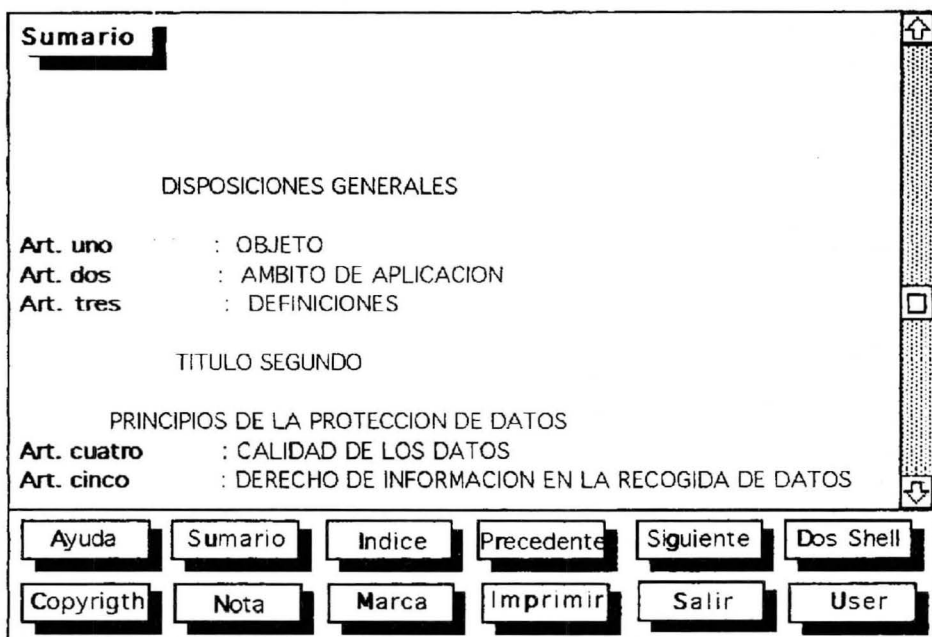 Sumario
DISPOSICIONES GENERALES
Art. uno : OBJETO
Art. dos : AMBITO DE APLICACION
Art. tres : DEFINICIONES
TITULO SEGUNDO
PRINCIPIOS DE LA PROTECCION DE DATOS
Art. cuatro : CALIDAD DE LOS DATOS
Art. cinco : DERECHO DE INFORMACION EN LA RECOGIDA DE DATOS
Ayuda Sumario Indice Precedente Siguiente Dos Shell
Copyrigth Nota Marca Imprimir Salir User